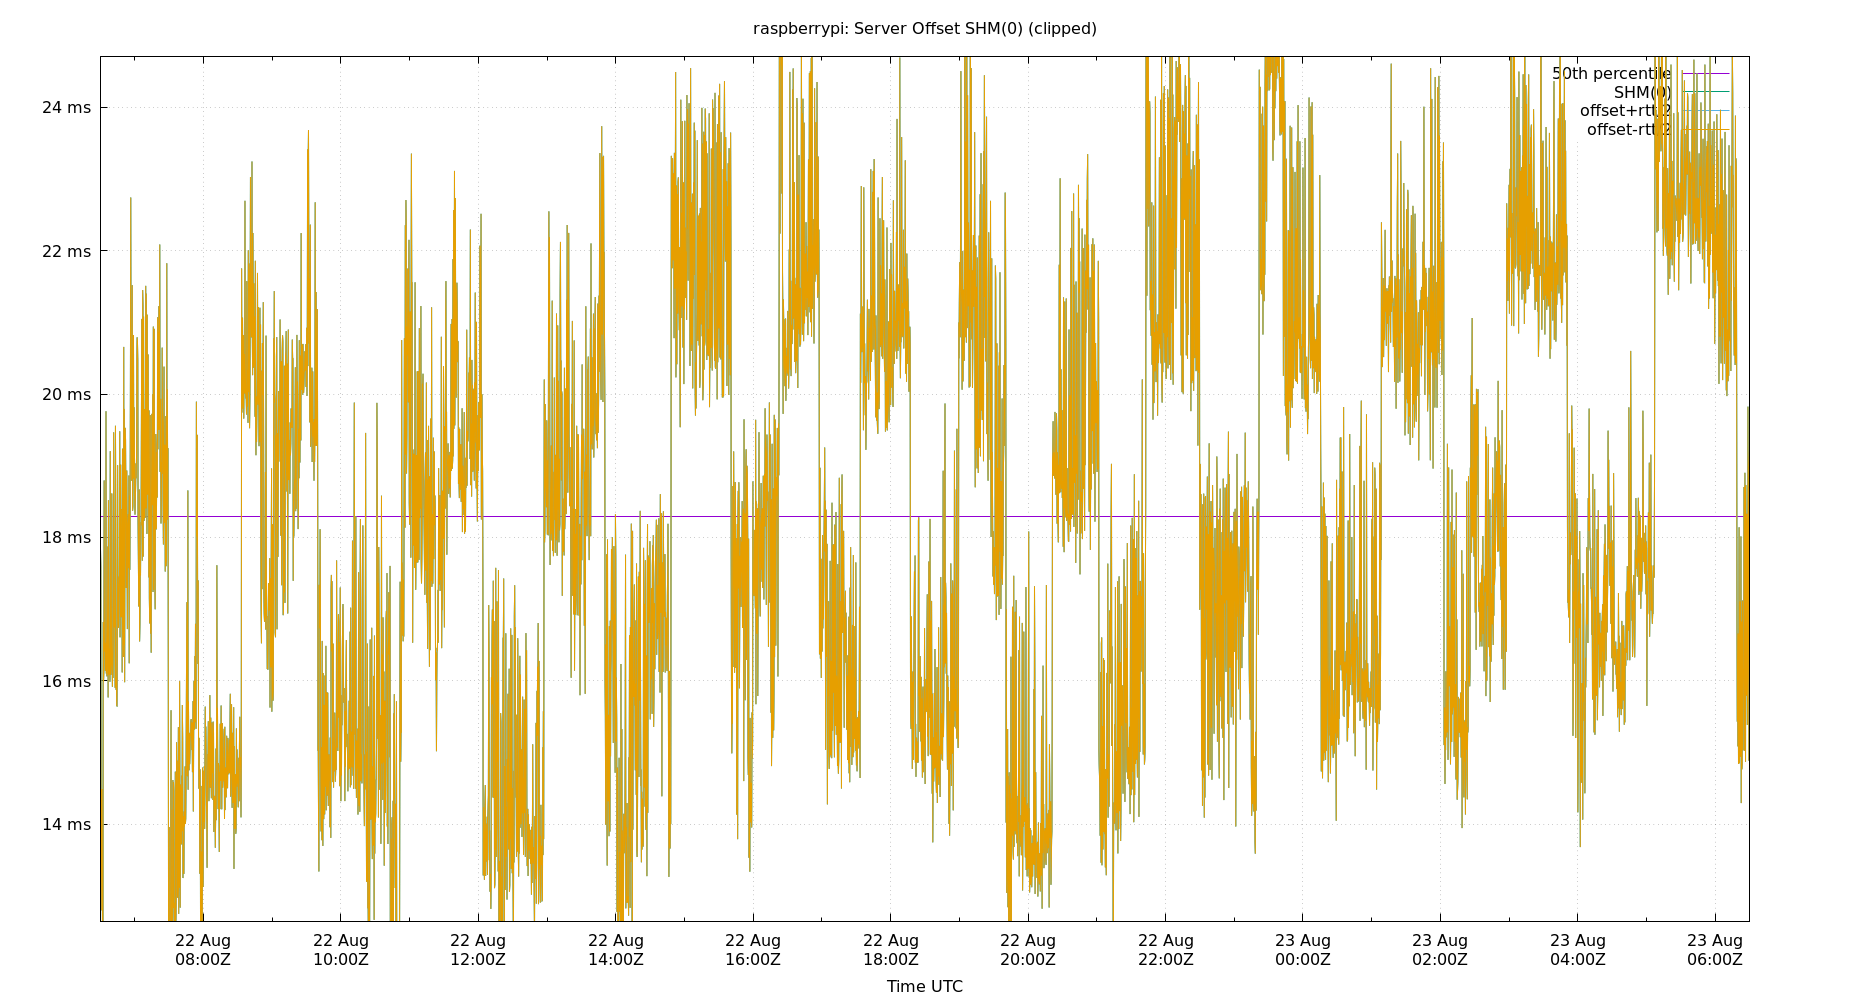 raspberrypi: Server Offset SHM(0) (clipped)
50th percentile
SHM(0)
offset+rtt/2
offset-rtt/2
24 ms
22 ms
20 ms
18 ms
16 ms
14 ms
22 Aug 22 Aug 22 Aug 22 Aug 22 Aug 22 Aug 22 Aug 22 Aug 23 Aug 23 Aug 23 Aug 23 Aug
08:00Z 10:00Z 12:00Z 14:00Z 16:00Z 18:00Z 20:00Z 22:00Z 00:00Z 02:00Z 04:00Z 06:00Z
Time UTC